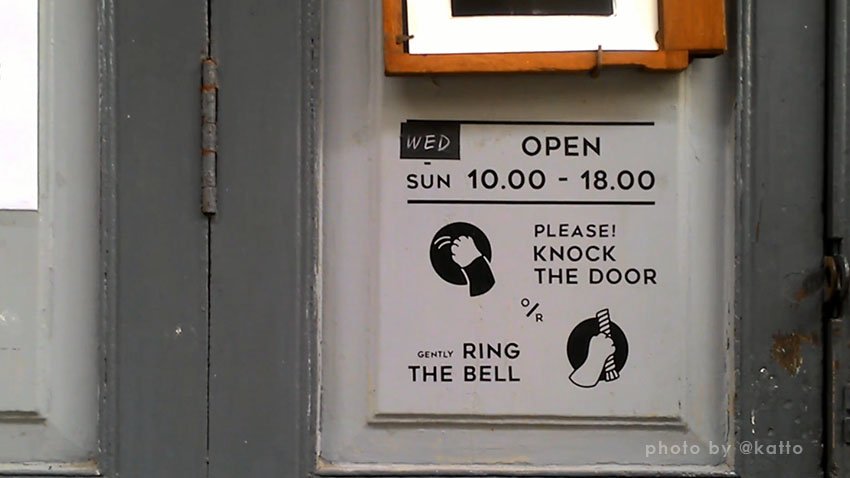 WED
-
SUN
OPEN
10.00 - 18.00
PLEASE!
KNOCK
THE DOOR
O/R
GENTLY RING
THE BELL
photo by @katto